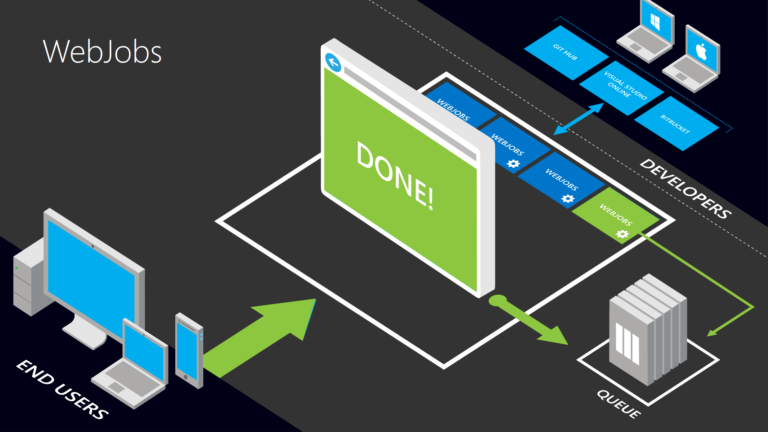 WebJobs
GIT HUB
VISUAL STUDIO
ONLINE
BITBUCKET
DEVELOPERS
WEBJOBS
WEBJOBS
WEBJOBS
WEBJOBS
DONE!
END USERS
QUEUE